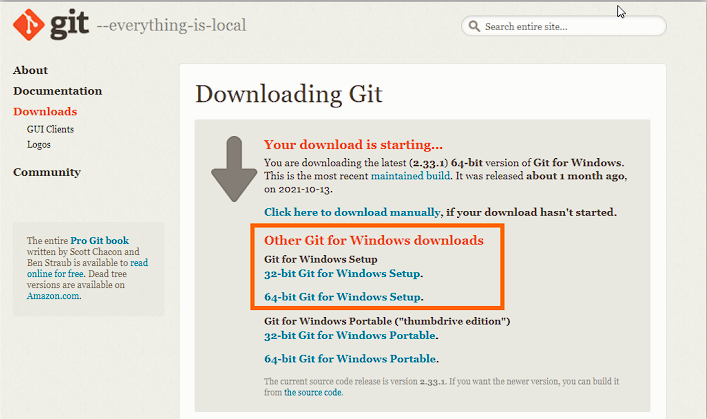 git --everything-is-local
Search entire site...
About
Documentation
Downloads
GUI Clients
Logos
Community
The entire Pro Git book
written by Scott Chacon and
Ben Straub is available to read
online for free. Dead tree
versions are available on
Amazon.com.
Downloading Git
Your download is starting...
You are downloading the latest (2.33.1) 64-bit version of Git for Windows.
This is the most recent maintained build. It was released about 1 month ago,
on 2021-10-13.
Click here to download manually, if your download hasn't started.
Other Git for Windows downloads
Git for Windows Setup
32-bit Git for Windows Setup.
64-bit Git for Windows Setup.
Git for Windows Portable ("thumbdrive edition")
32-bit Git for Windows Portable.
64-bit Git for Windows Portable.
The current source code release is version 2.33.1. If you want the newer version, you can build it
from the source code.